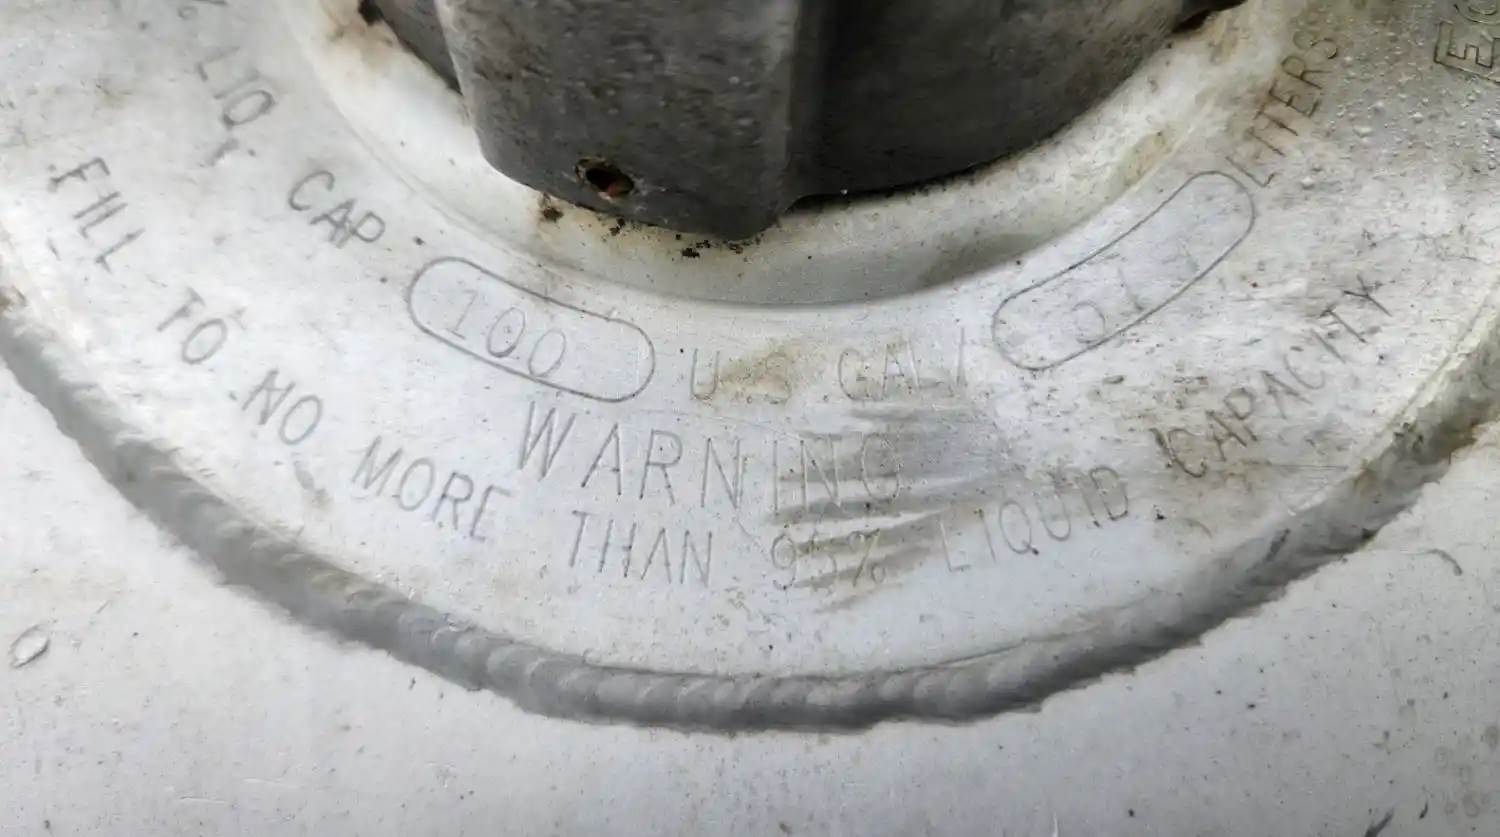 % LIQ CAP 100 U.S. GAL / LITERS
WARNING
FILL TO NO MORE THAN 95% LIQUID CAPACITY